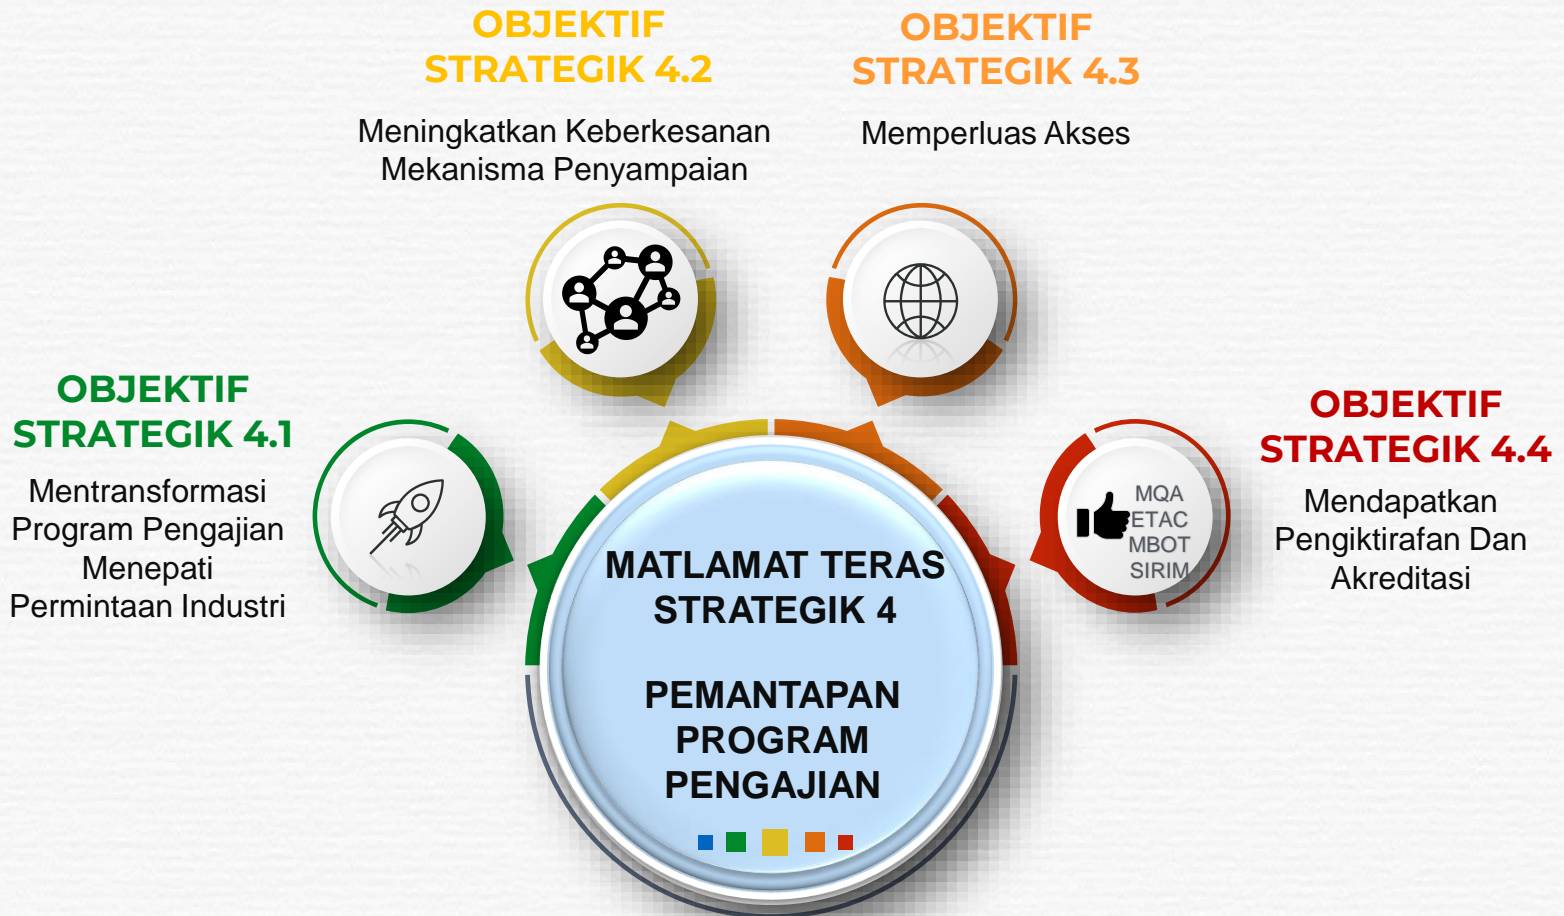 OBJEKTIF
STRATEGIK 4.1
Mentransformasi
Program Pengajian
Menepati
Permintaan Industri
OBJEKTIF
STRATEGIK 4.2
Meningkatkan Keberkesanan
Mekanisma Penyampaian
OBJEKTIF
STRATEGIK 4.3
Memperluas Akses
OBJEKTIF
STRATEGIK 4.4
Mendapatkan
Pengiktirafan Dan
Akreditasi
MQA
ETAC
MBOT
SIRIM
MATLAMAT TERAS
STRATEGIK 4
PEMANTAPAN
PROGRAM
PENGAJIAN